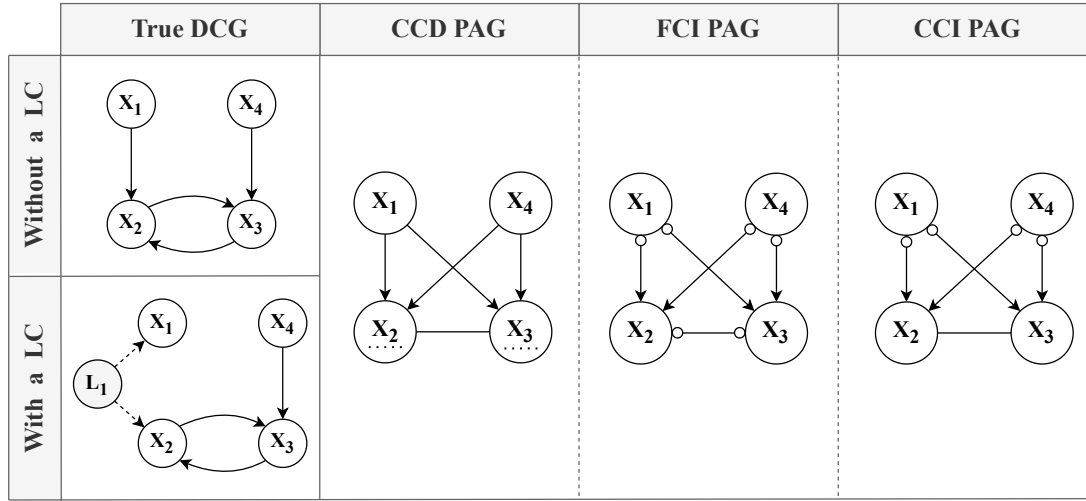 True DCG
CCD PAG
FCI PAG
CCI PAG
Without a LC
X1
X4
X2
X3
With a LC
X1
X4
L1
X2
X3
X1
X4
X2
X3
X1
X4
X2
X3
X1
X4
X2
X3